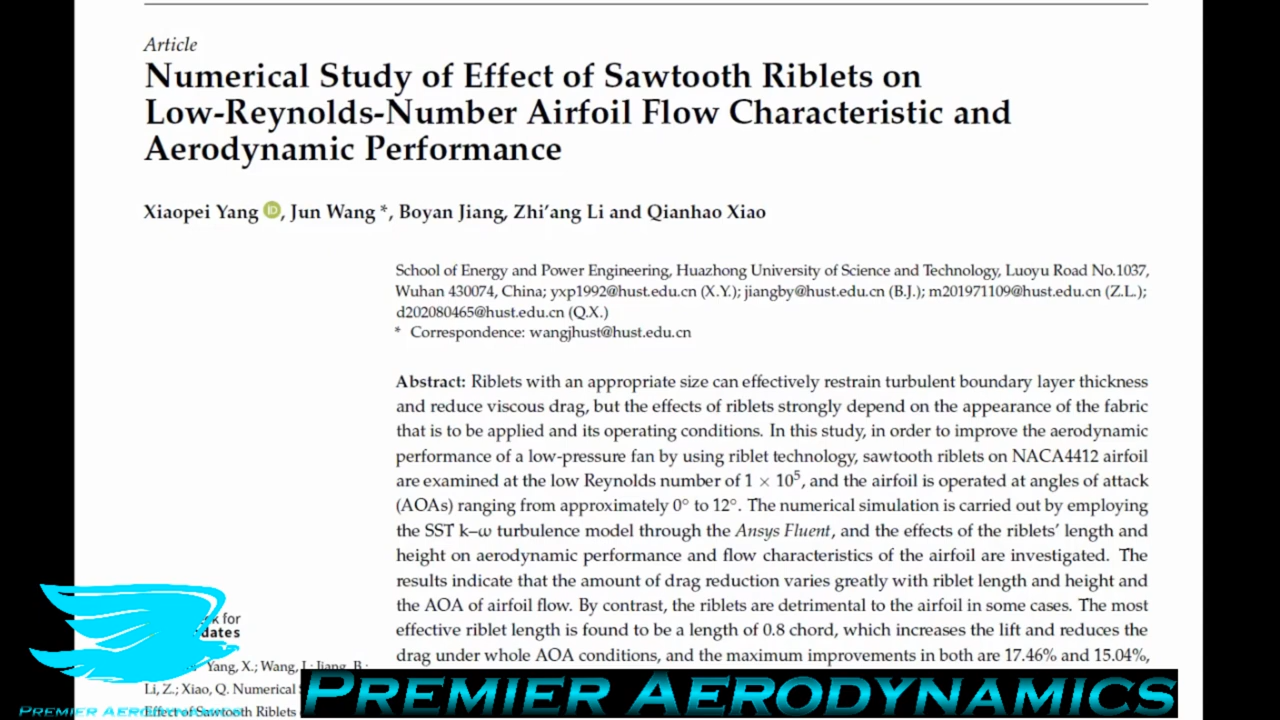 Article
Numerical Study of Effect of Sawtooth Riblets on
Low-Reynolds-Number Airfoil Flow Characteristic and
Aerodynamic Performance
Xiaopei Yang iD, Jun Wang *, Boyan Jiang, Zhi'ang Li and Qianhao Xiao
School of Energy and Power Engineering, Huazhong University of Science and Technology, Luoyu Road No.1037,
Wuhan 430074, China; yxp1992@hust.edu.cn (X.Y.); jiangby@hust.edu.cn (B.J.); m201971109@hust.edu.cn (Z.L.);
d202080465@hust.edu.cn (Q.X.)
* Correspondence: wangjhust@hust.edu.cn
Abstract: Riblets with an appropriate size can effectively restrain turbulent boundary layer thickness
and reduce viscous drag, but the effects of riblets strongly depend on the appearance of the fabric
that is to be applied and its operating conditions. In this study, in order to improve the aerodynamic
performance of a low-pressure fan by using riblet technology, sawtooth riblets on NACA4412 airfoil
are examined at the low Reynolds number of 1 × 10⁵, and the airfoil is operated at angles of attack
(AOAs) ranging from approximately 0° to 12°. The numerical simulation is carried out by employing
the SST k–ω turbulence model through the Ansys Fluent, and the effects of the riblets' length and
height on aerodynamic performance and flow characteristics of the airfoil are investigated. The
results indicate that the amount of drag reduction varies greatly with riblet length and height and
the AOA of airfoil flow. By contrast, the riblets are detrimental to the airfoil in some cases. The most
effective riblet length is found to be a length of 0.8 chord, which increases the lift and reduces the
drag under whole AOA conditions, and the maximum improvements in both are 17.46% and 15.04%,
for
Yang, X.; Wang, J.; Jiang, B.;
Li, Z.; Xiao, Q. Numerical
Effect of Sawtooth Riblets
PREMIER AERODYNAMICS
PREMIER AERODYNAMICS